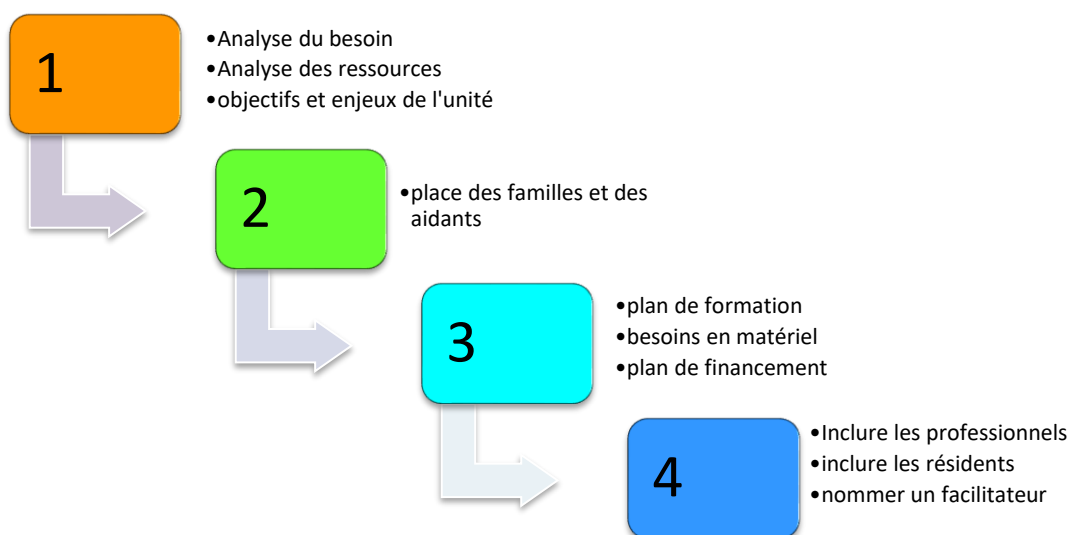 1
•Analyse du besoin
•Analyse des ressources
•objectifs et enjeux de l'unité
2
•place des familles et des
aidants
3
•plan de formation
•besoins en matériel
•plan de financement
4
•Inclure les professionnels
•inclure les résidents
•nommer un facilitateur